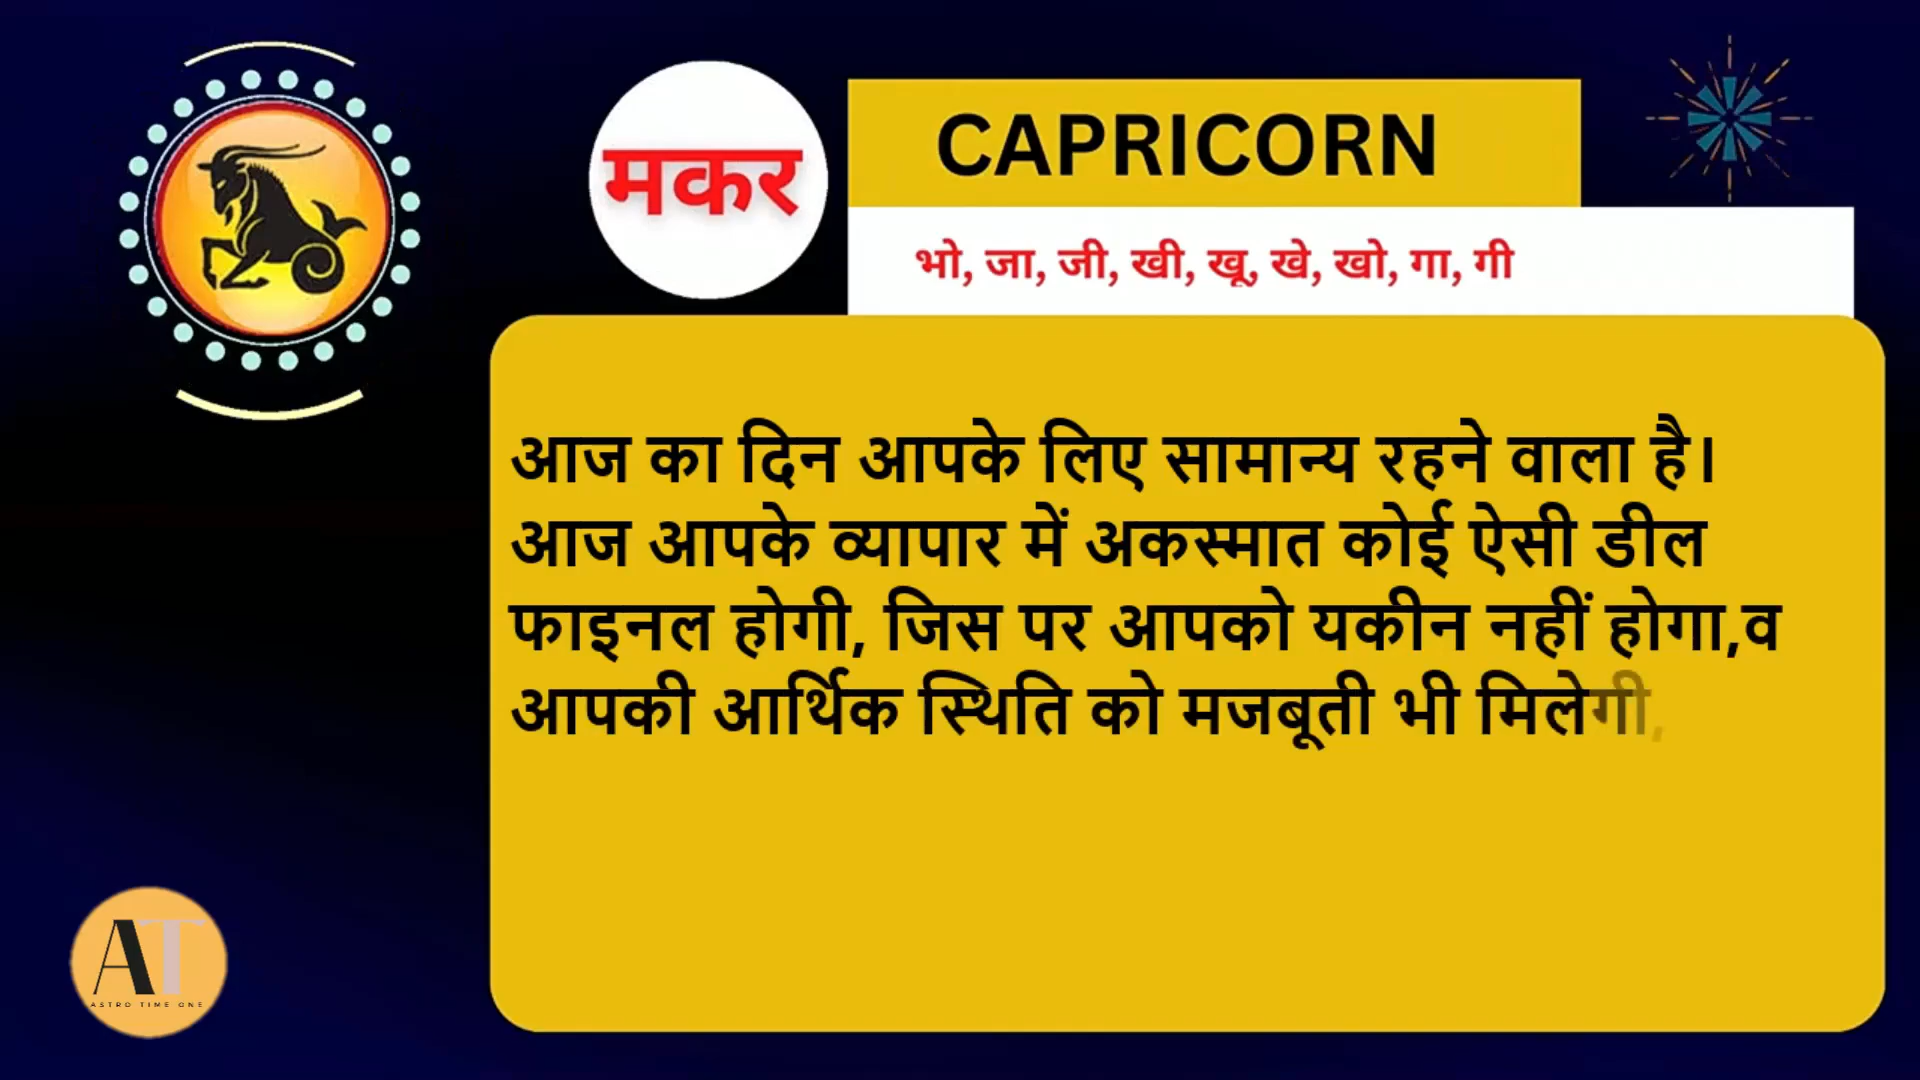 मकर
CAPRICORN
भो, जा, जी, खी, खू, खे, खो, गा, गी
आज का दिन आपके लिए सामान्य रहने वाला है।
आज आपके व्यापार में अकस्मात कोई ऐसी डील
फाइनल होगी, जिस पर आपको यकीन नहीं होगा,व
आपकी आर्थिक स्थिति को मजबूती भी मिलेगी,
AT
ASTRO TIME ONE